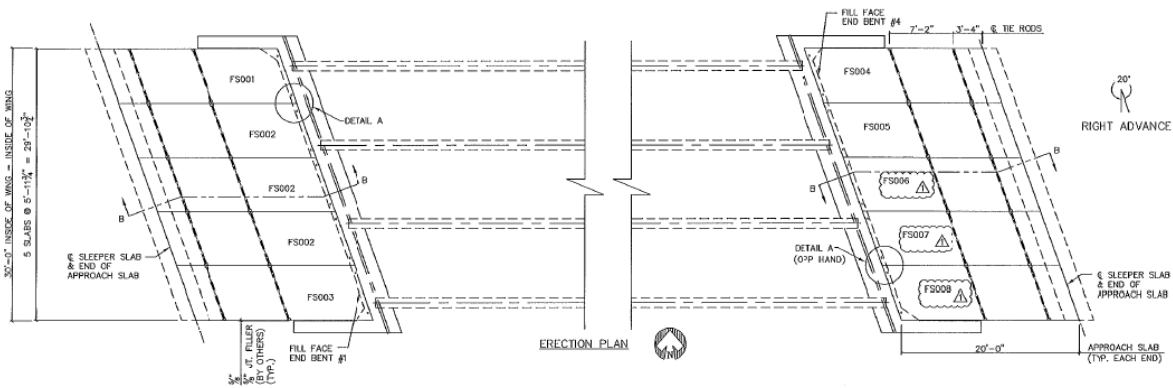 FILL FACE
END BENT #4
7'-2"
3'-4"
℄ TIE RODS
FS001
FS004
20°
RIGHT ADVANCE
DETAIL A
FS002
FS005
30'-0" INSIDE OF WING - INSIDE OF WING
5 SLABS @ 5'-11¾" = 29'-10¾"
B
FS002
B
B
FS006
1
B
FS002
FS007
1
DETAIL A
(OPP HAND)
℄ SLEEPER SLAB
& END OF
APPROACH SLAB
℄ SLEEPER SLAB
& END OF
APPROACH SLAB
FS003
FS008
1
FILL FACE
END BENT #1
ERECTION PLAN
N
20'-0"
APPROACH SLAB
(TYP. EACH END)
JT. FILLER
(BY OTHERS)
(TYP.)